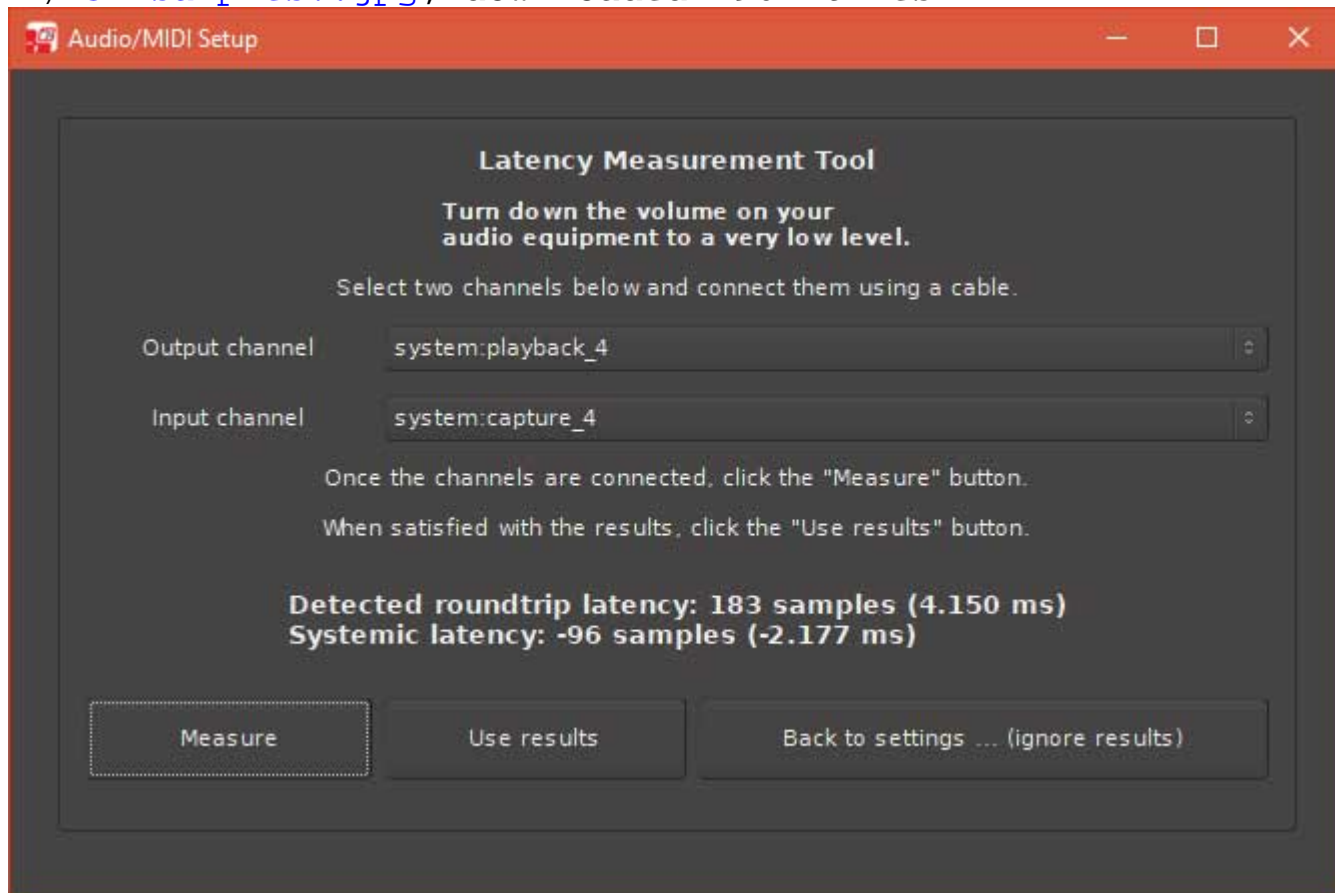 Audio/MIDI Setup
Latency Measurement Tool
Turn down the volume on your
audio equipment to a very low level.
Select two channels below and connect them using a cable.
Output channel system:playback_4
Input channel system:capture_4
Once the channels are connected, click the "Measure" button.
When satisfied with the results, click the "Use results" button.
Detected roundtrip latency: 183 samples (4.150 ms)
Systemic latency: -96 samples (-2.177 ms)
Measure Use results Back to settings ... (ignore results)